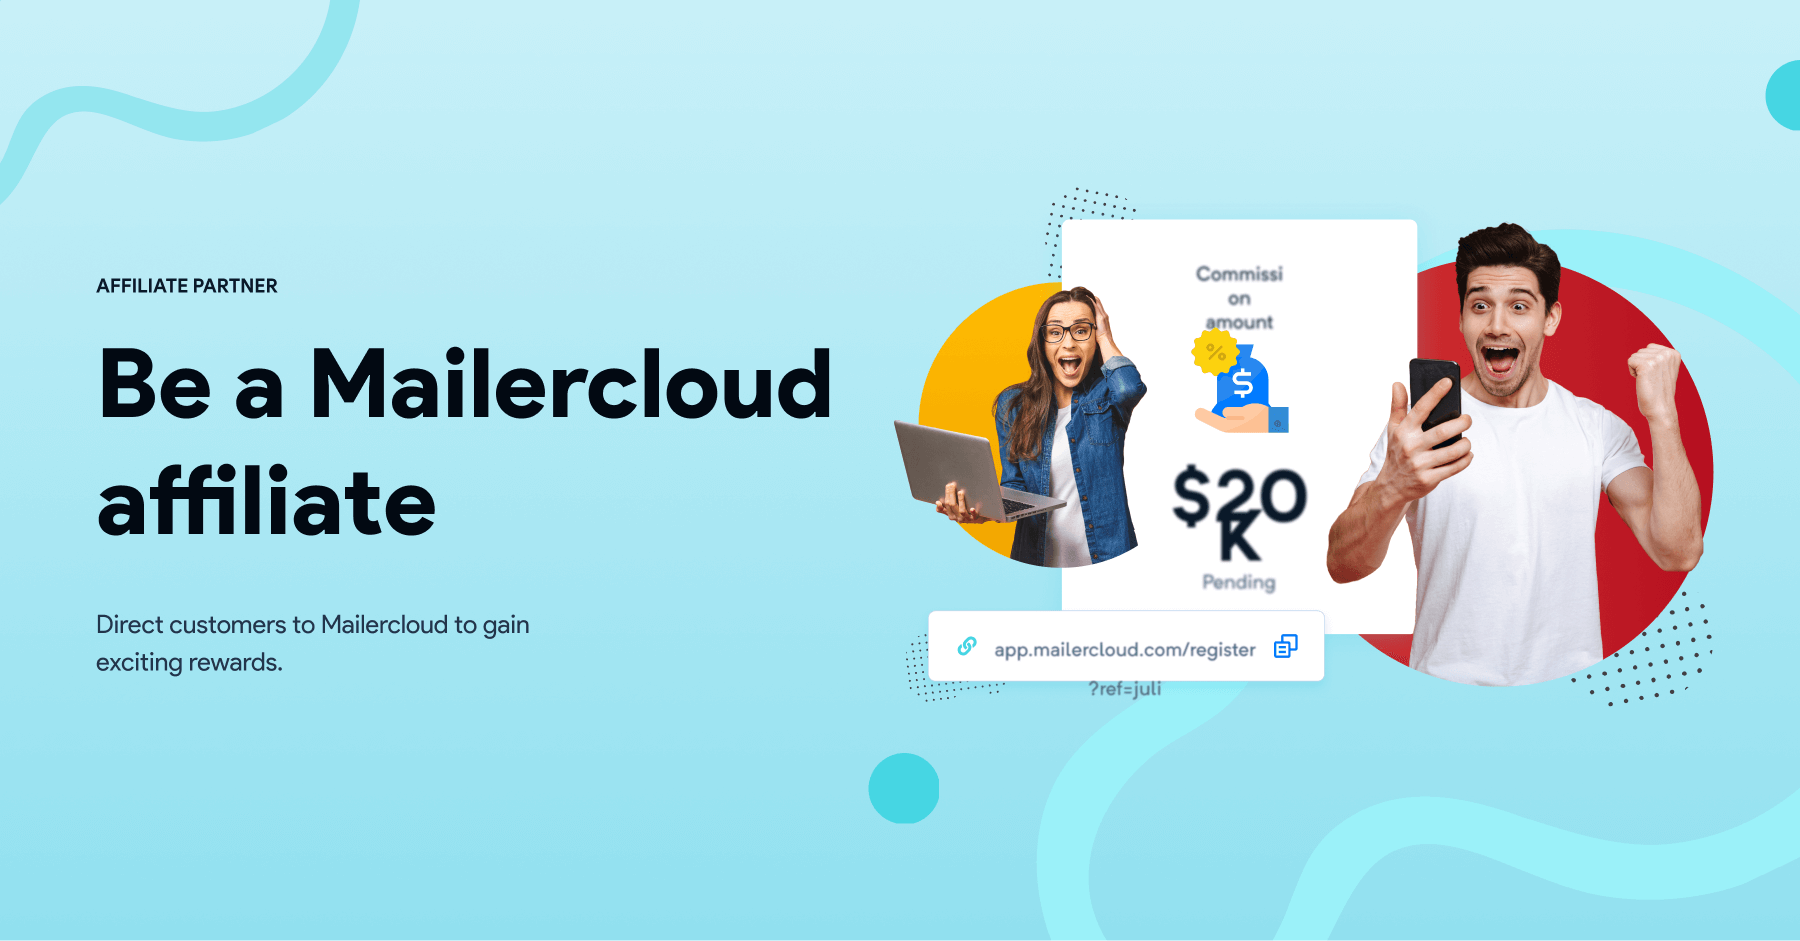 AFFILIATE PARTNER
Be a Mailercloud
affiliate
Direct customers to Mailercloud to gain
exciting rewards.
Commissi
on
amount
%
$
$20
K
Pending
app.mailercloud.com/register
?ref=juli